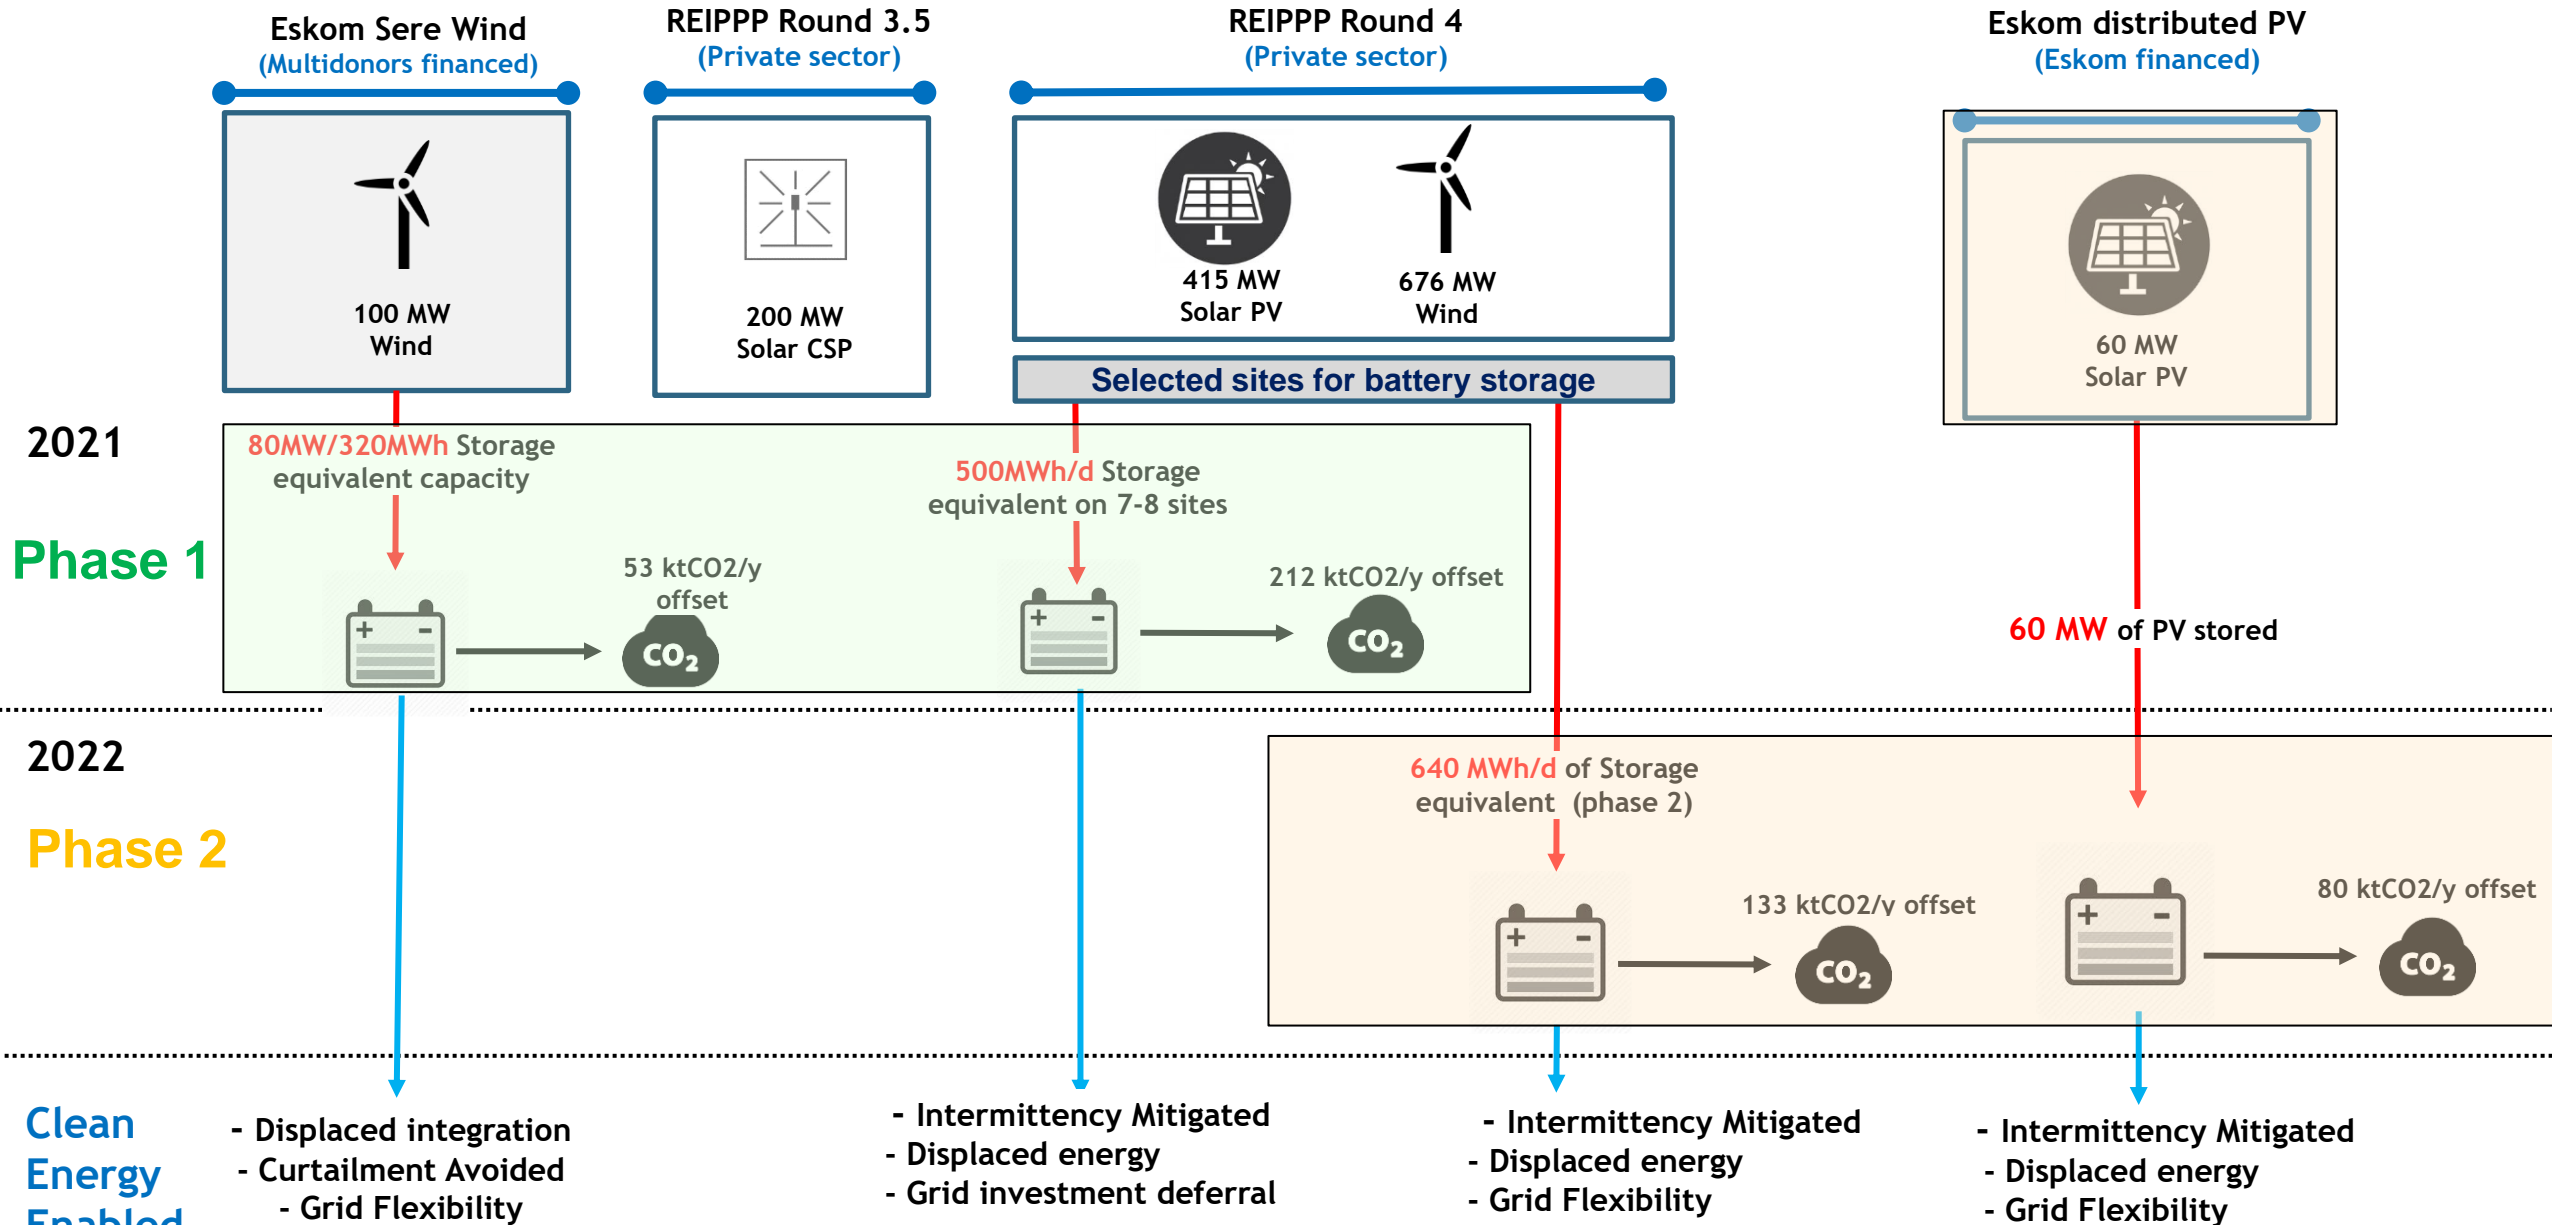 Eskom Sere Wind
(Multidonors financed)
REIPPP Round 3.5
(Private sector)
REIPPP Round 4
(Private sector)
Eskom distributed PV
(Eskom financed)
100 MW
Wind
200 MW
Solar CSP
415 MW
Solar PV
676 MW
Wind
60 MW
Solar PV
Selected sites for battery storage
2021
Phase 1
80MW/320MWh Storage
equivalent capacity
53 ktCO2/y
offset
CO2
500MWh/d Storage
equivalent on 7-8 sites
212 ktCO2/y offset
CO2
60 MW of PV stored
2022
Phase 2
640 MWh/d of Storage
equivalent (phase 2)
133 ktCO2/y offset
CO2
80 ktCO2/y offset
CO2
Clean
Energy
Enabled
- Displaced integration
- Curtailment Avoided
- Grid Flexibility
- Intermittency Mitigated
- Displaced energy
- Grid investment deferral
- Intermittency Mitigated
- Displaced energy
- Grid Flexibility
- Intermittency Mitigated
- Displaced energy
- Grid Flexibility